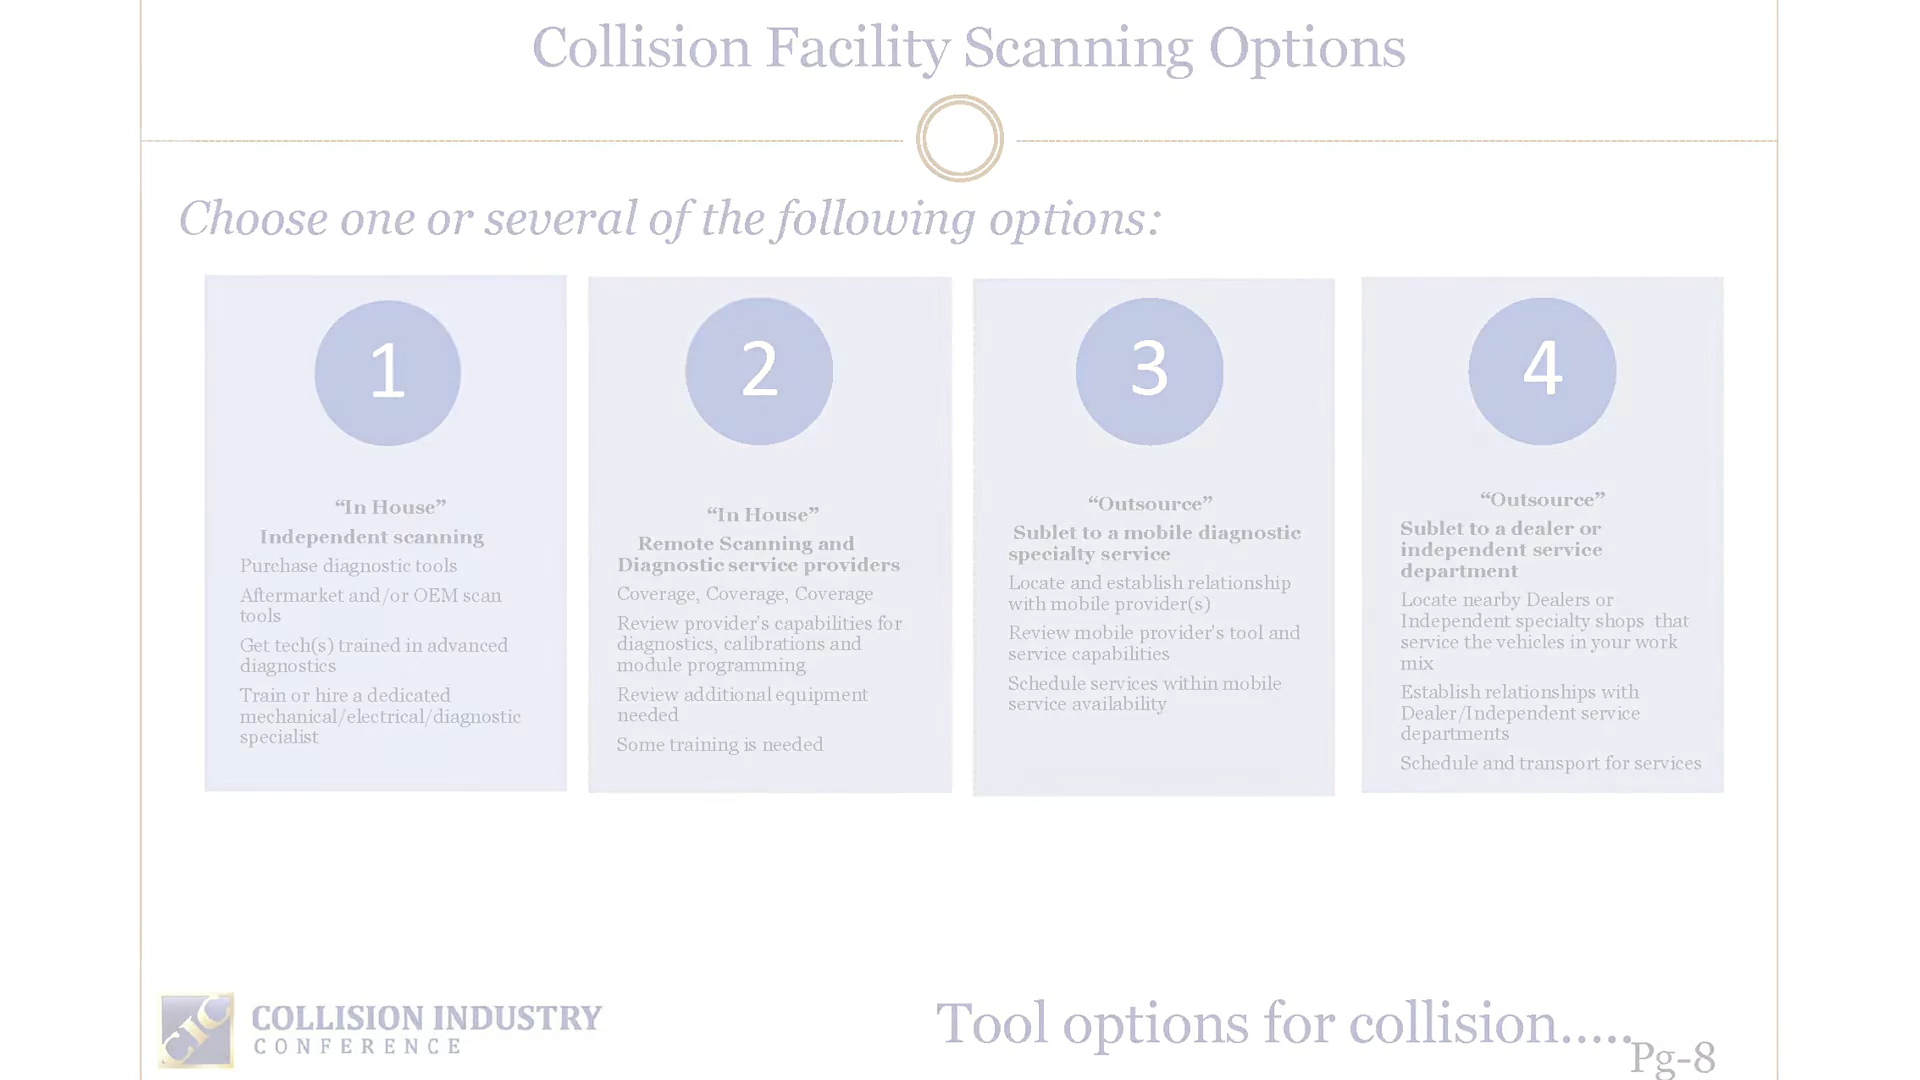 Collision Facility Scanning Options
Choose one or several of the following options:
1
“In House”
Independent scanning
Purchase diagnostic tools
Aftermarket and/or OEM scan
tools
Get tech(s) trained in advanced
diagnostics
Train or hire a dedicated
mechanical/electrical/diagnostic
specialist
2
“In House”
Remote Scanning and
Diagnostic service providers
Coverage, Coverage, Coverage
Review provider’s capabilities for
diagnostics, calibrations and
module programming
Review additional equipment
needed
Some training is needed
3
“Outsource”
Sublet to a mobile diagnostic
specialty service
Locate and establish relationship
with mobile provider(s)
Review mobile provider’s tool and
service capabilities
Schedule services within mobile
service availability
4
“Outsource”
Sublet to a dealer or
independent service
department
Locate nearby Dealers or
Independent specialty shops that
service the vehicles in your work
mix
Establish relationships with
Dealer/Independent service
departments
Schedule and transport for services
CIC
COLLISION INDUSTRY
CONFERENCE
Tool options for collision.....
Pg-8